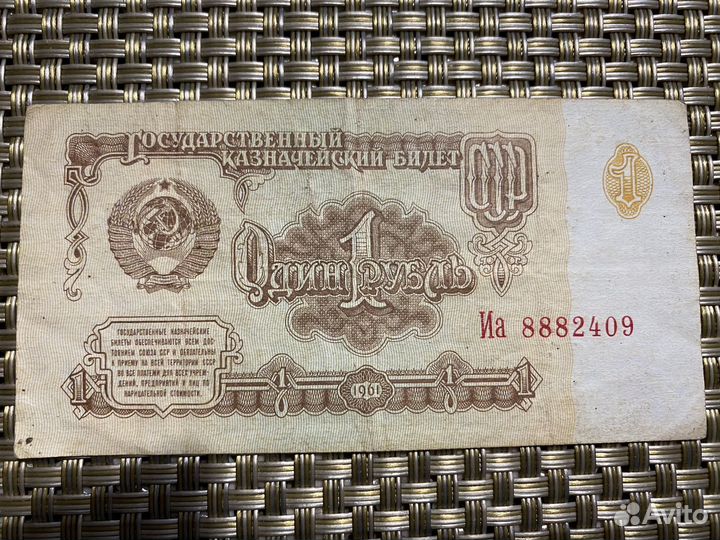 ГОСУДАРСТВЕННЫЙ
КАЗНАЧЕЙСКИЙ БИЛЕТ
СССР
1
ОДИН 1 РУБЛЬ
Иа 8882409
ГОСУДАРСТВЕННЫЕ КАЗНАЧЕЙСКИЕ
БИЛЕТЫ ОБЕСПЕЧИВАЮТСЯ ВСЕМ ДОС-
ТОЯНИЕМ СОЮЗА ССР И ОБЯЗАТЕЛЬНЫ
К ПРИЕМУ НА ВСЕЙ ТЕРРИТОРИИ СССР
ВО ВСЕ ПЛАТЕЖИ ДЛЯ ВСЕХ УЧРЕЖ-
ДЕНИЙ, ПРЕДПРИЯТИЙ И ЛИЦ ПО
НАРИЦАТЕЛЬНОЙ СТОИМОСТИ.
1 1 1961 1 1
Avito